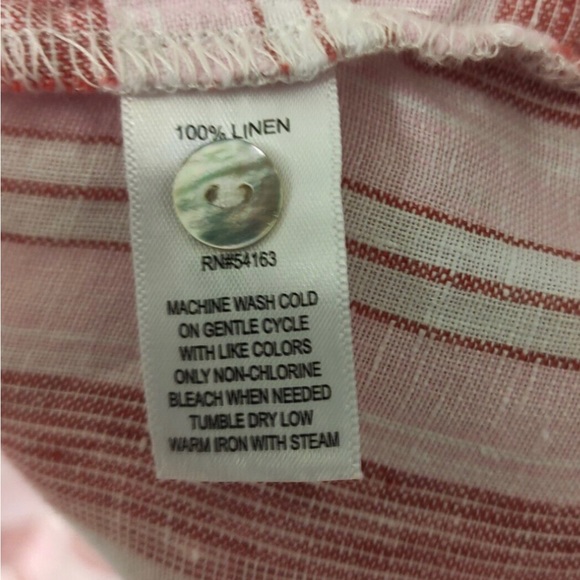 100% LINEN
RN#54163
MACHINE WASH COLD
ON GENTLE CYCLE
WITH LIKE COLORS
ONLY NON-CHLORINE
BLEACH WHEN NEEDED
TUMBLE DRY LOW
WARM IRON WITH STEAM